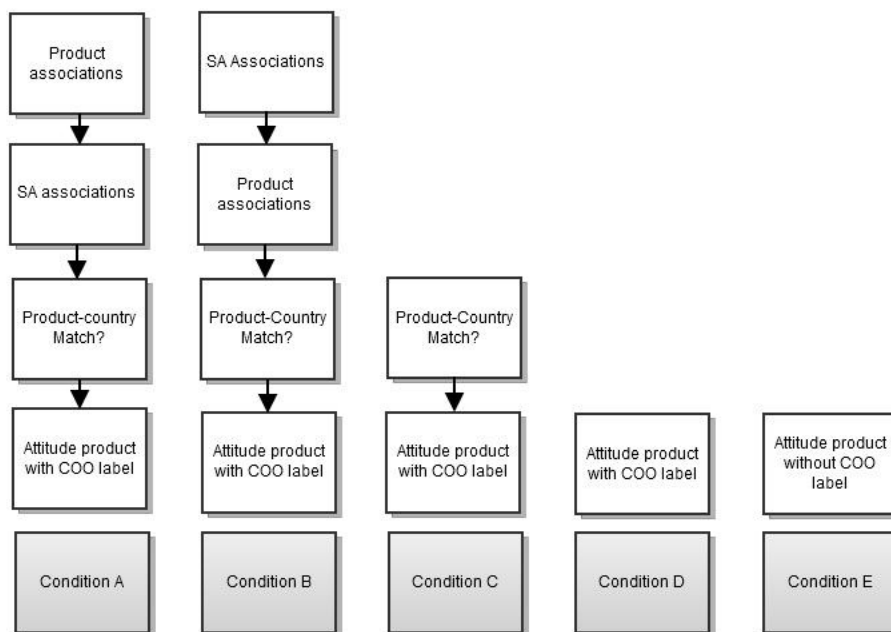 Product
associations
SA Associations
SA associations
Product
associations
Product-country
Match?
Product-Country
Match?
Product-Country
Match?
Attitude product
with COO label
Attitude product
with COO label
Attitude product
with COO label
Attitude product
with COO label
Attitude product
without COO
label
Condition A
Condition B
Condition C
Condition D
Condition E